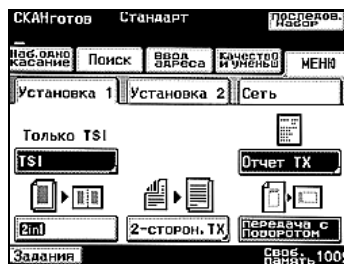 СКАНготов Стандарт Последов. Набор
Наб.одно касание Поиск Ввод адреса Качество и уменьш МЕНЮ
Установка 1 Установка 2 Сеть
Только TSI
TSI Отчет TX
2in1 2-сторон.TX Передача с поворотом
Задания Своб. память 100%